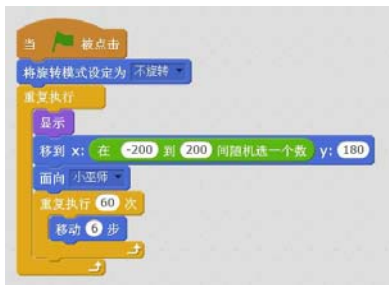 当 被点击
将旋转模式设定为 不旋转
重复执行
显示
移到 x: 在 -200 到 200 间随机选一个数 y: 180
面向 小巫师
重复执行 60 次
移动 6 步